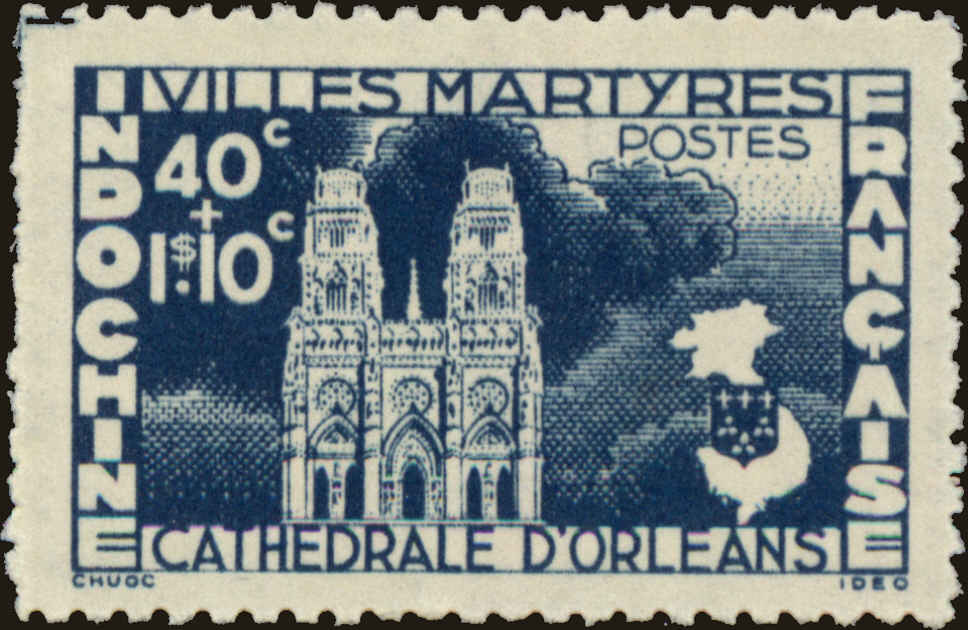 VILLES MARTYRES
INDOCHINE
FRANÇAISE
POSTES
40c
+
1$.10c
CATHEDRALE D'ORLEANS
CHUOC
IDEO